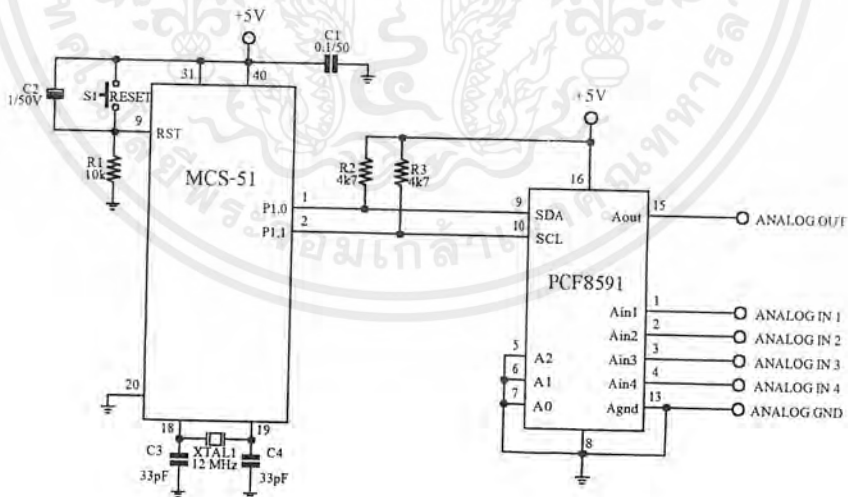 +5V
C1
0.1/50
31
40
C2
1/50V
S1
RESET
9
RST
R1
10k
MCS-51
P1.0
1
P1.1
2
20
18
19
C3
33pF
XTAL1
12 MHz
C4
33pF
R2
4k7
R3
4k7
+5V
16
9
SDA
10
SCL
Aout
15
ANALOG OUT
PCF8591
Ain1
1
ANALOG IN 1
Ain2
2
ANALOG IN 2
Ain3
3
ANALOG IN 3
Ain4
4
ANALOG IN 4
Agnd
13
ANALOG GND
5
A2
6
A1
7
A0
8